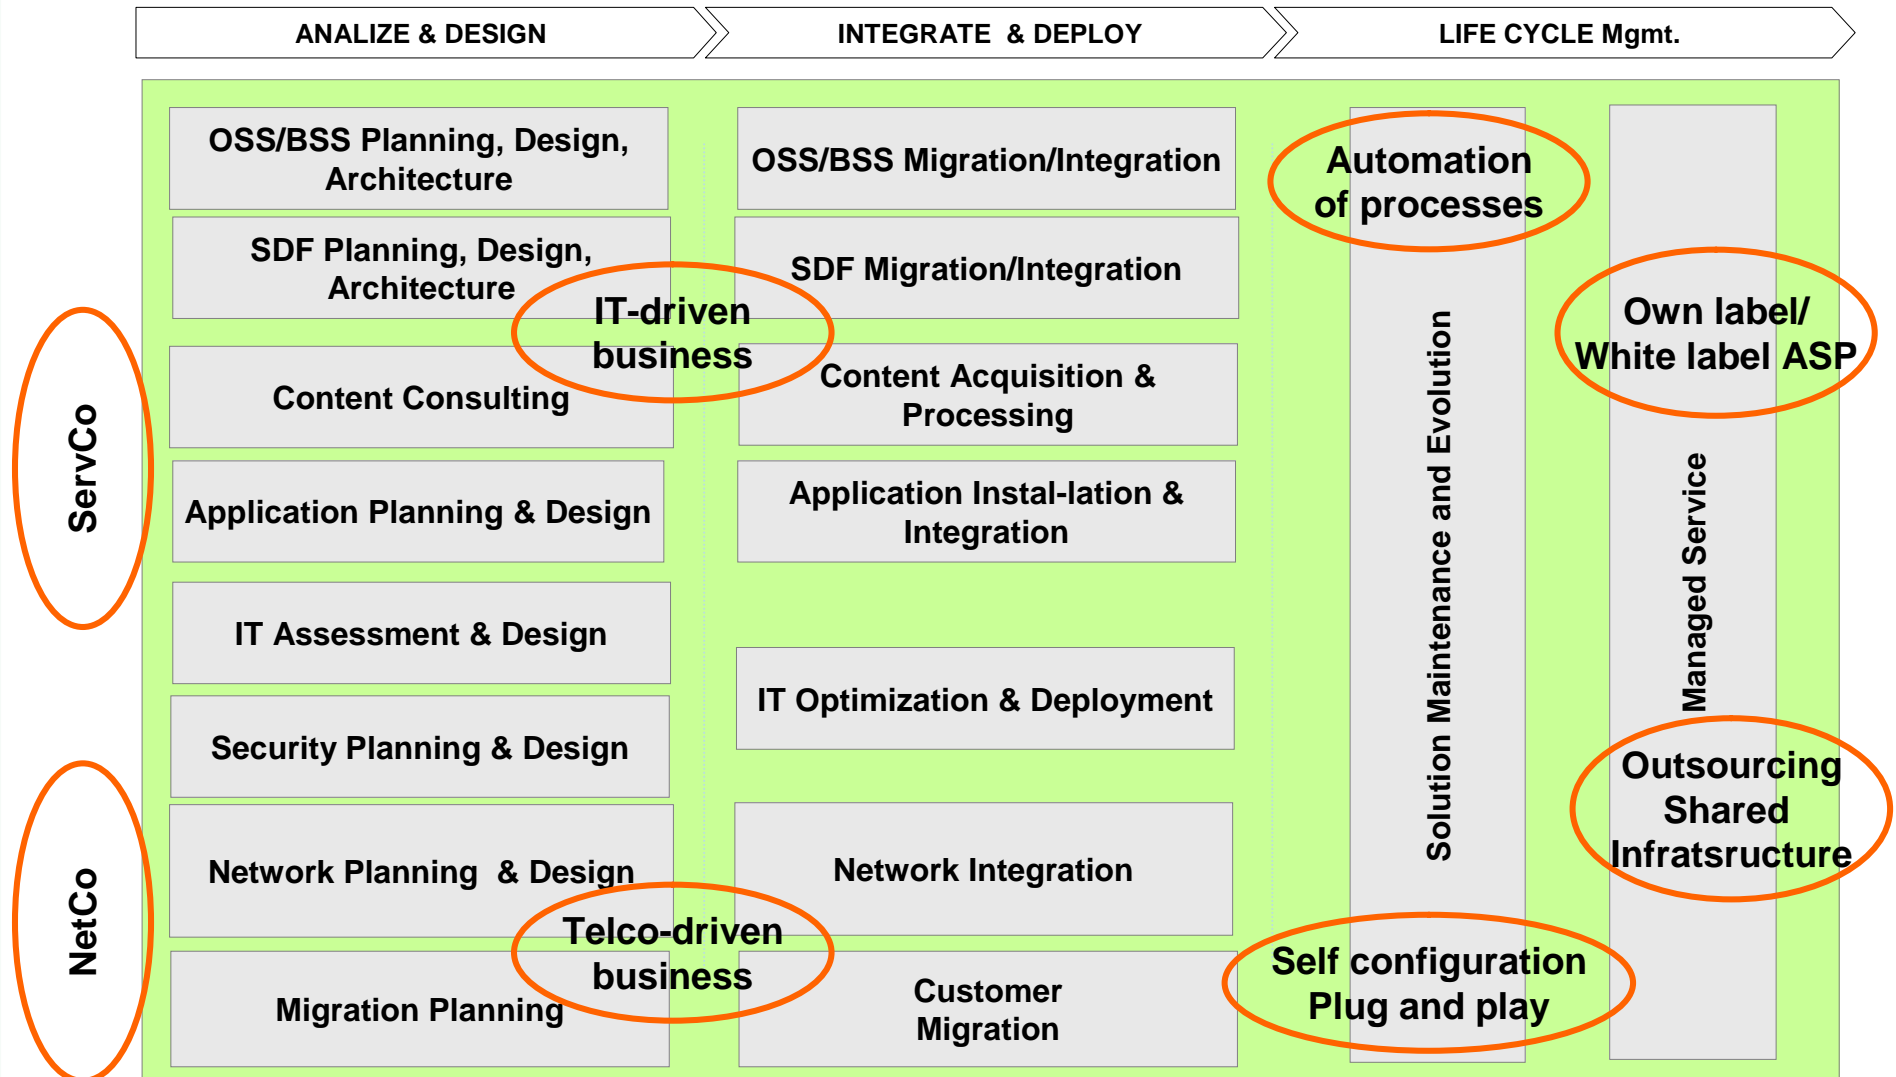 ANALIZE & DESIGN
INTEGRATE & DEPLOY
LIFE CYCLE Mgmt.
OSS/BSS Planning, Design,
Architecture
SDF Planning, Design,
Architecture
Content Consulting
Application Planning & Design
IT Assessment & Design
Security Planning & Design
Network Planning & Design
Migration Planning
OSS/BSS Migration/Integration
SDF Migration/Integration
Content Acquisition &
Processing
Application Instal-lation &
Integration
IT Optimization & Deployment
Network Integration
Customer
Migration
Solution Maintenance and Evolution
Managed Service
ServCo
NetCo
IT-driven
business
Telco-driven
business
Automation
of processes
Self configuration
Plug and play
Own label/
White label ASP
Outsourcing
Shared
Infratsructure